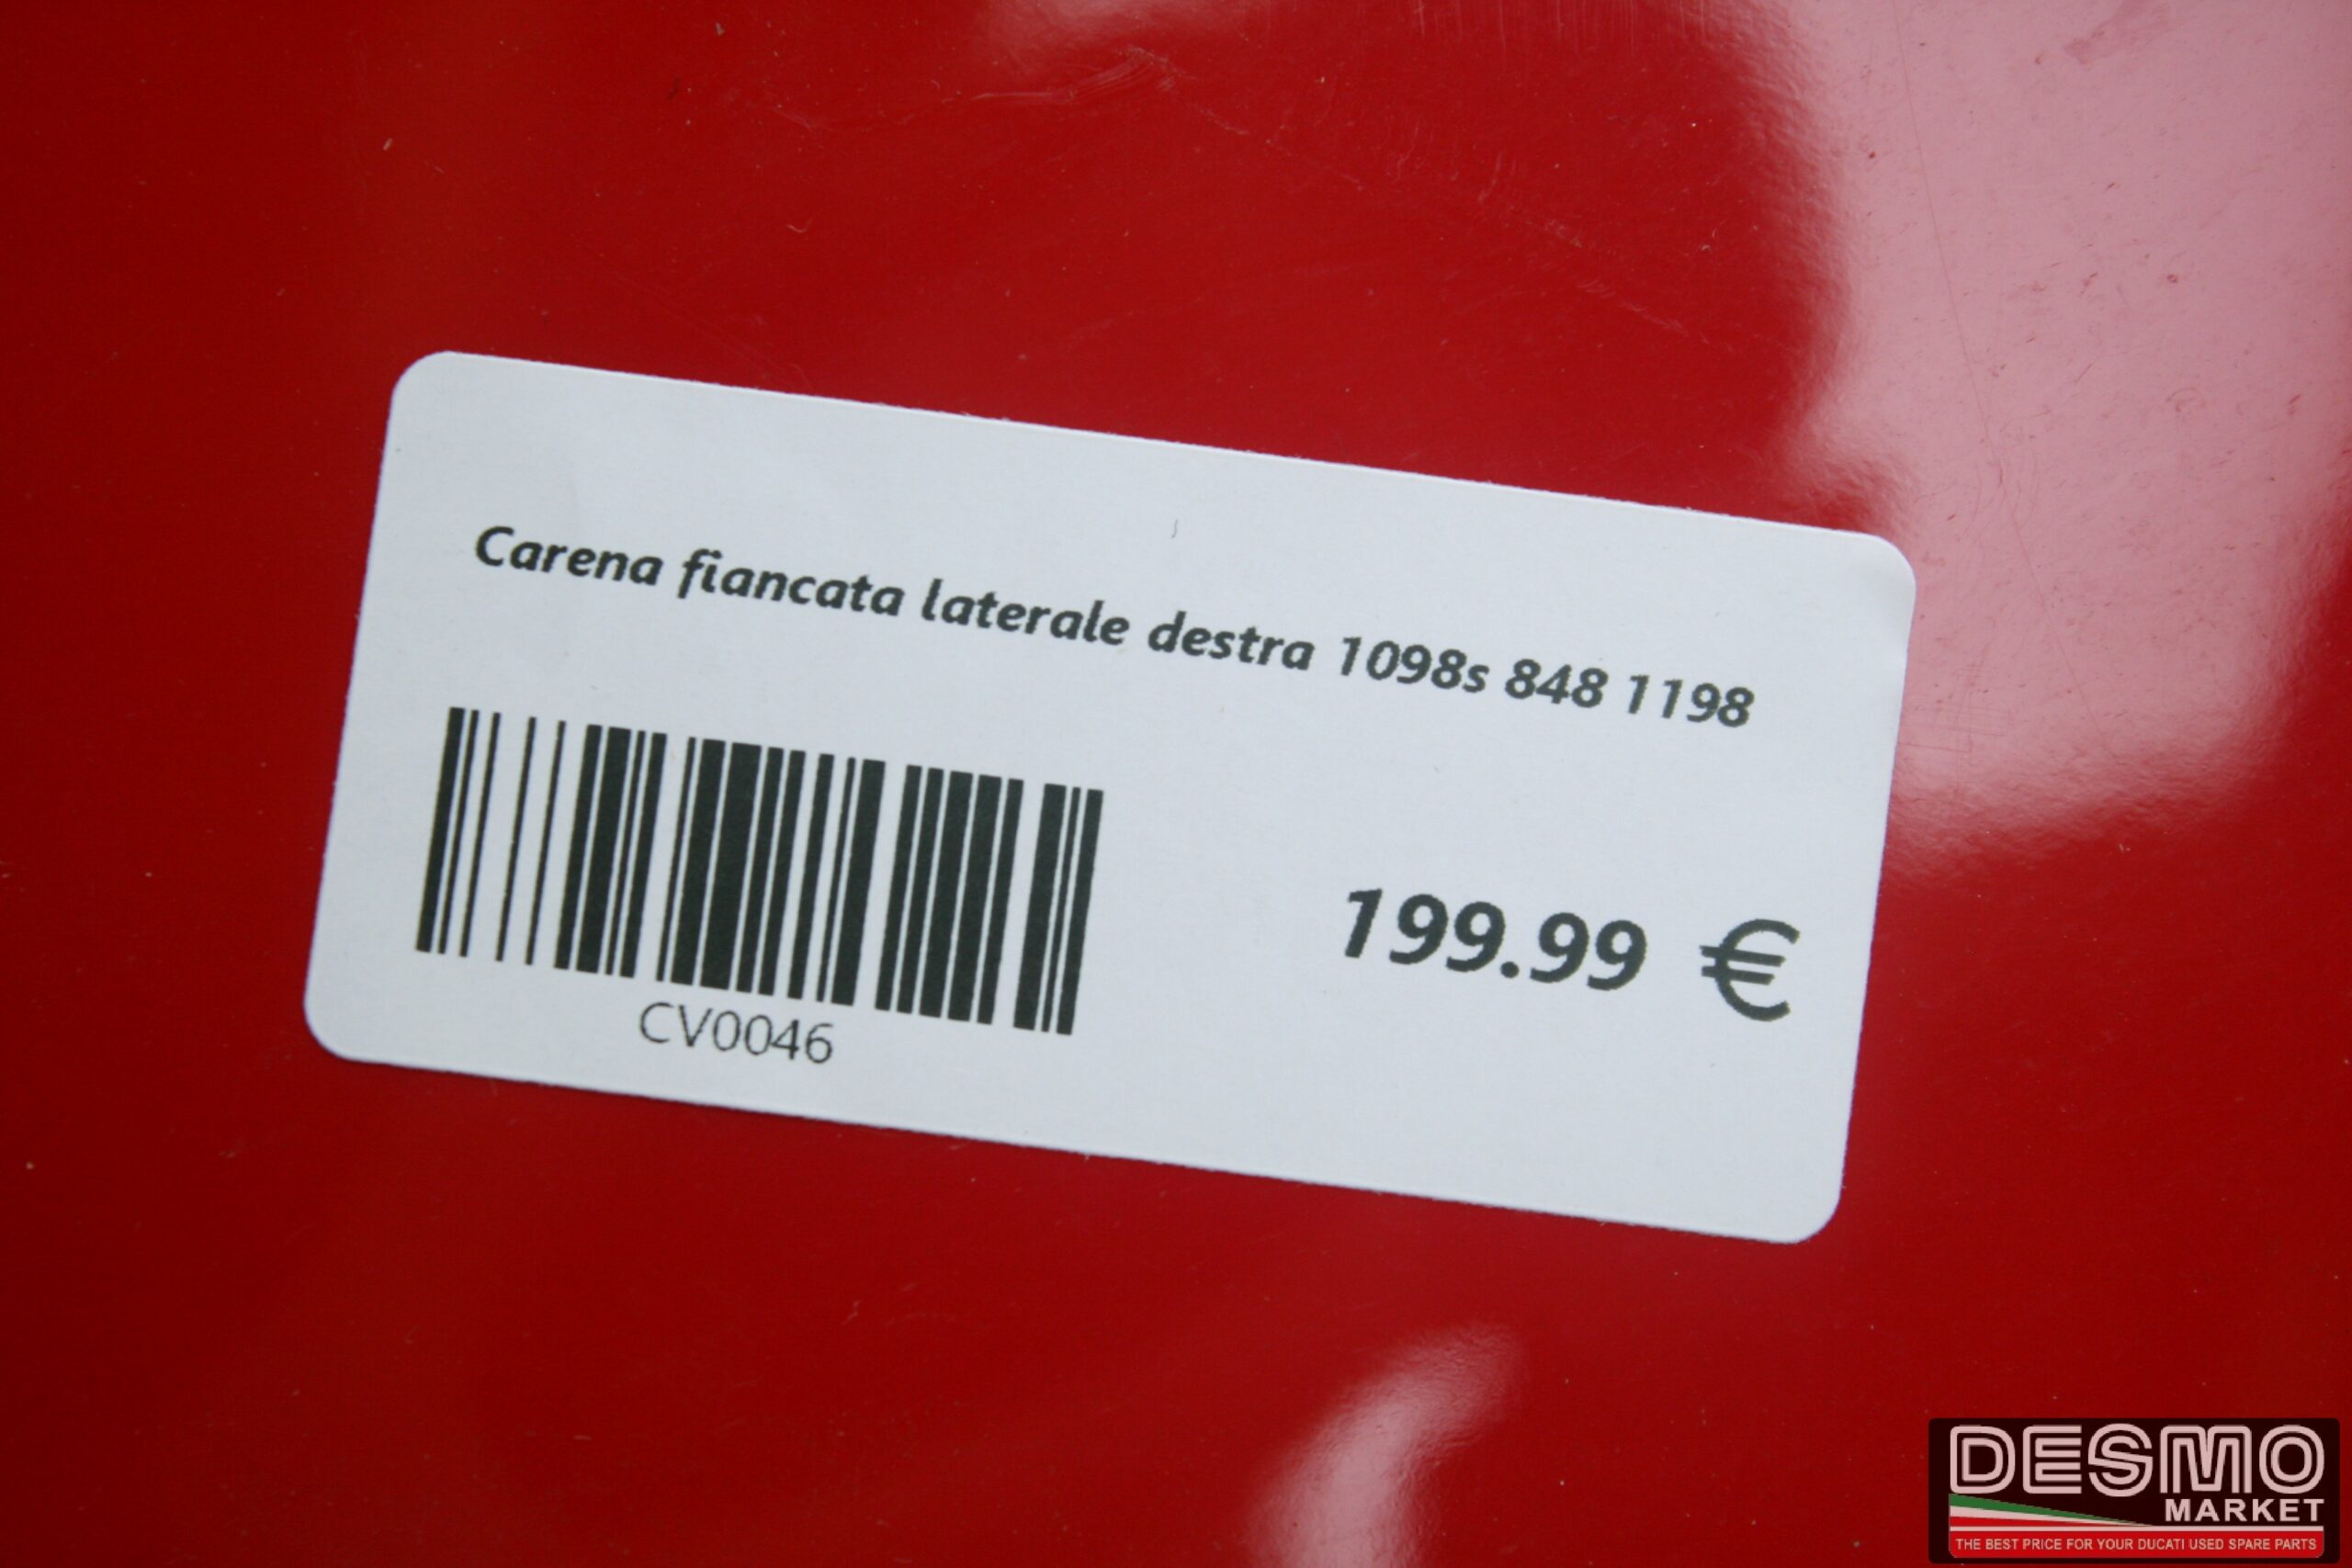 Carena fiancata laterale destra 1098s 848 1198
199.99 €
CV0046
DESMO
MARKET
THE BEST PRICE FOR YOUR DUCATI USED SPARE PARTS